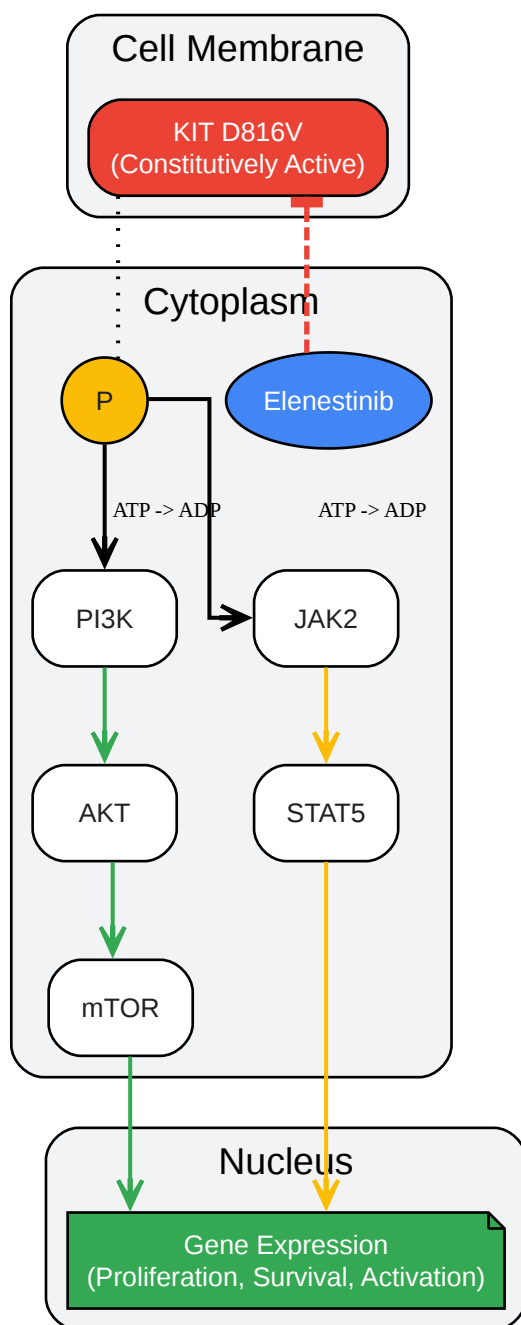 Cell Membrane
KIT D816V
(Constitutively Active)
Cytoplasm
P
Elenestinib
ATP -> ADP
ATP -> ADP
PI3K
JAK2
AKT
STAT5
mTOR
Nucleus
Gene Expression
(Proliferation, Survival, Activation)